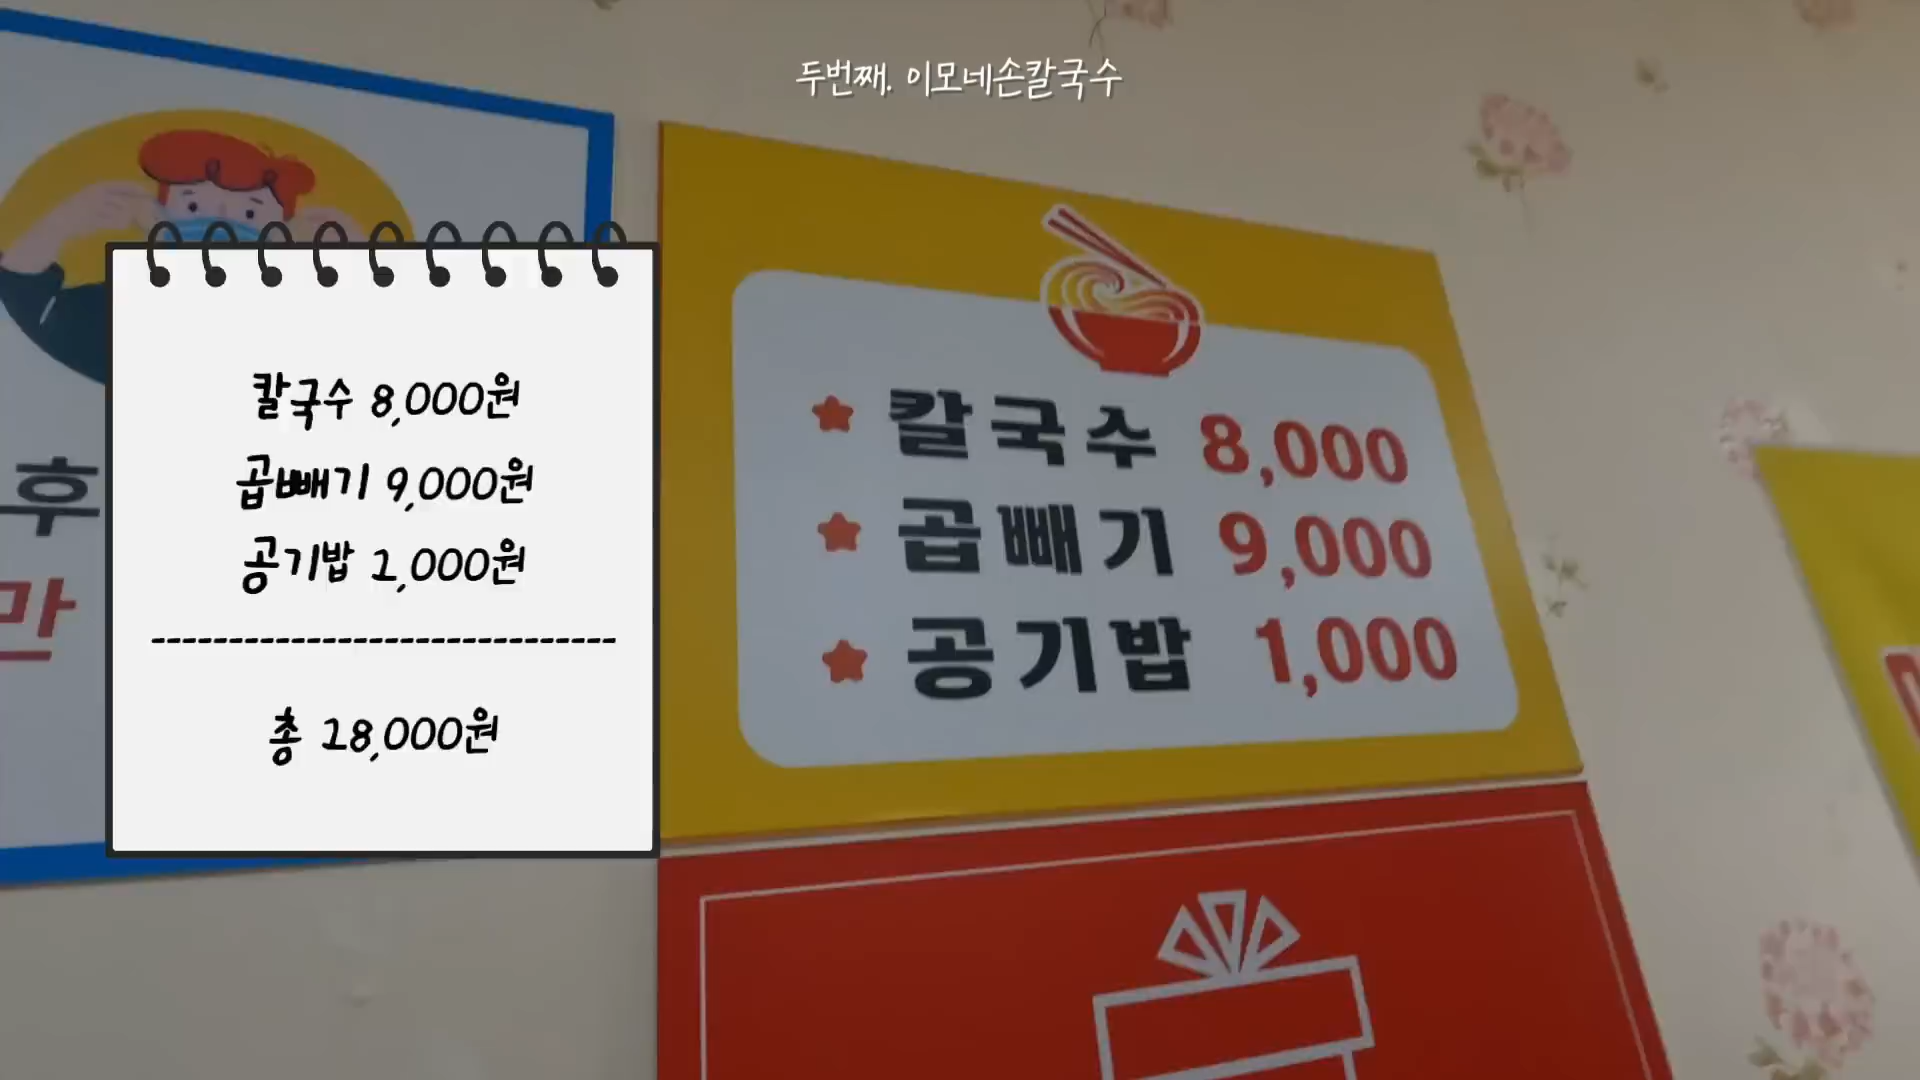 두번째. 이모네손칼국수
칼국수 8,000원
곱빼기 9,000원
공기밥 1,000원
총 18,000원
칼국수 8,000
곱빼기 9,000
공기밥 1,000
후
만